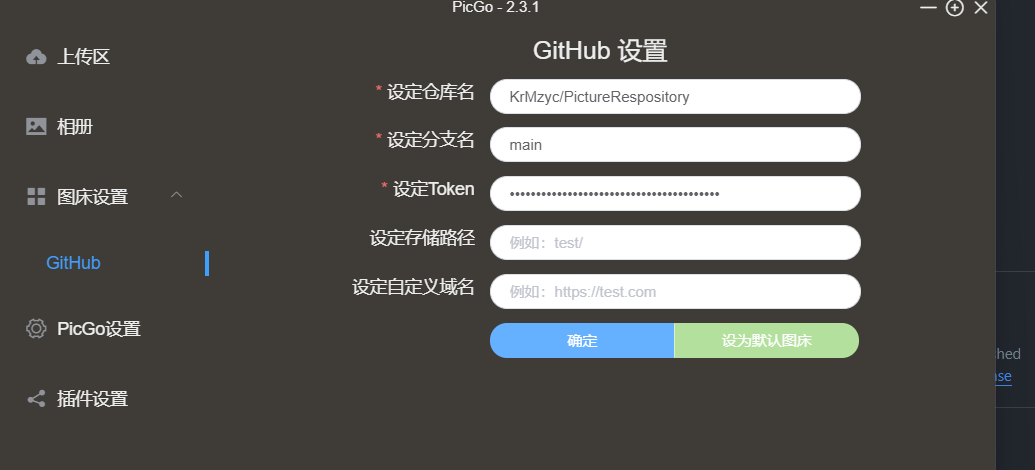 PicGo - 2.3.1
上传区
相册
图床设置
GitHub
PicGo设置
插件设置
GitHub 设置
* 设定仓库名
KrMzyc/PictureRespository
* 设定分支名
main
* 设定Token
••••••••••••••••••••••••••••••••••••••••
设定存储路径
例如：test/
设定自定义域名
例如：https://test.com
确定
设为默认图床